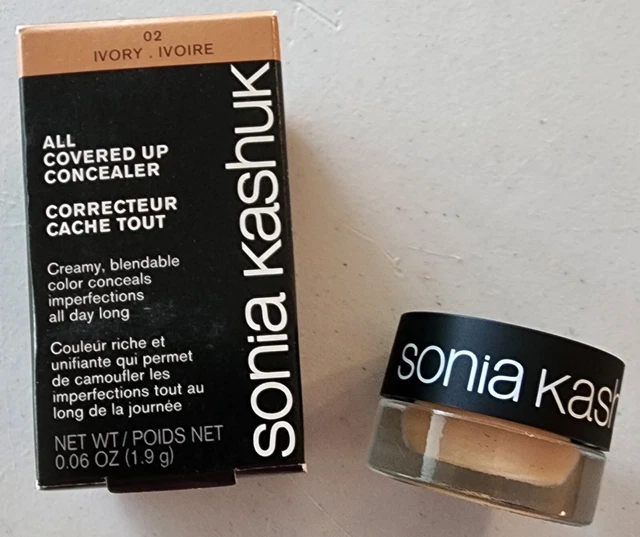 02
IVORY . IVOIRE
ALL
COVERED UP
CONCEALER
CORRECTEUR
CACHE TOUT
Creamy, blendable
color conceals
imperfections
all day long
Couleur riche et
unifiante qui permet
de camoufler les
imperfections tout au
long de la journée
NET WT / POIDS NET
0.06 OZ (1.9 g)
sonia kashuk
sonia kash